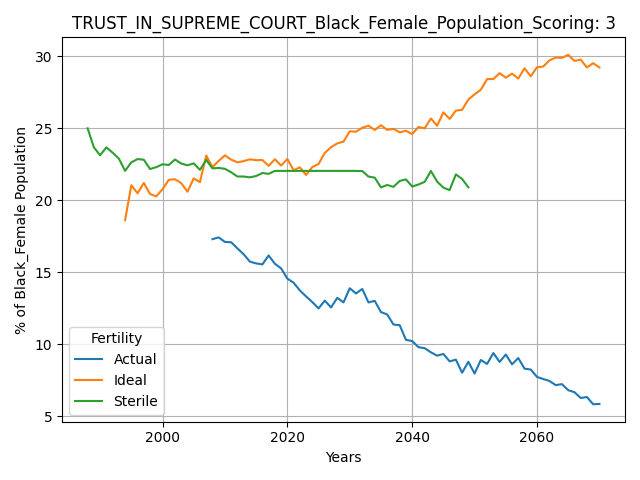 TRUST_IN_SUPREME_COURT_Black_Female_Population_Scoring: 3
% of Black_Female Population
30
25
20
15
10
5
Fertility
Actual
Ideal
Sterile
2000
2020
2040
2060
Years